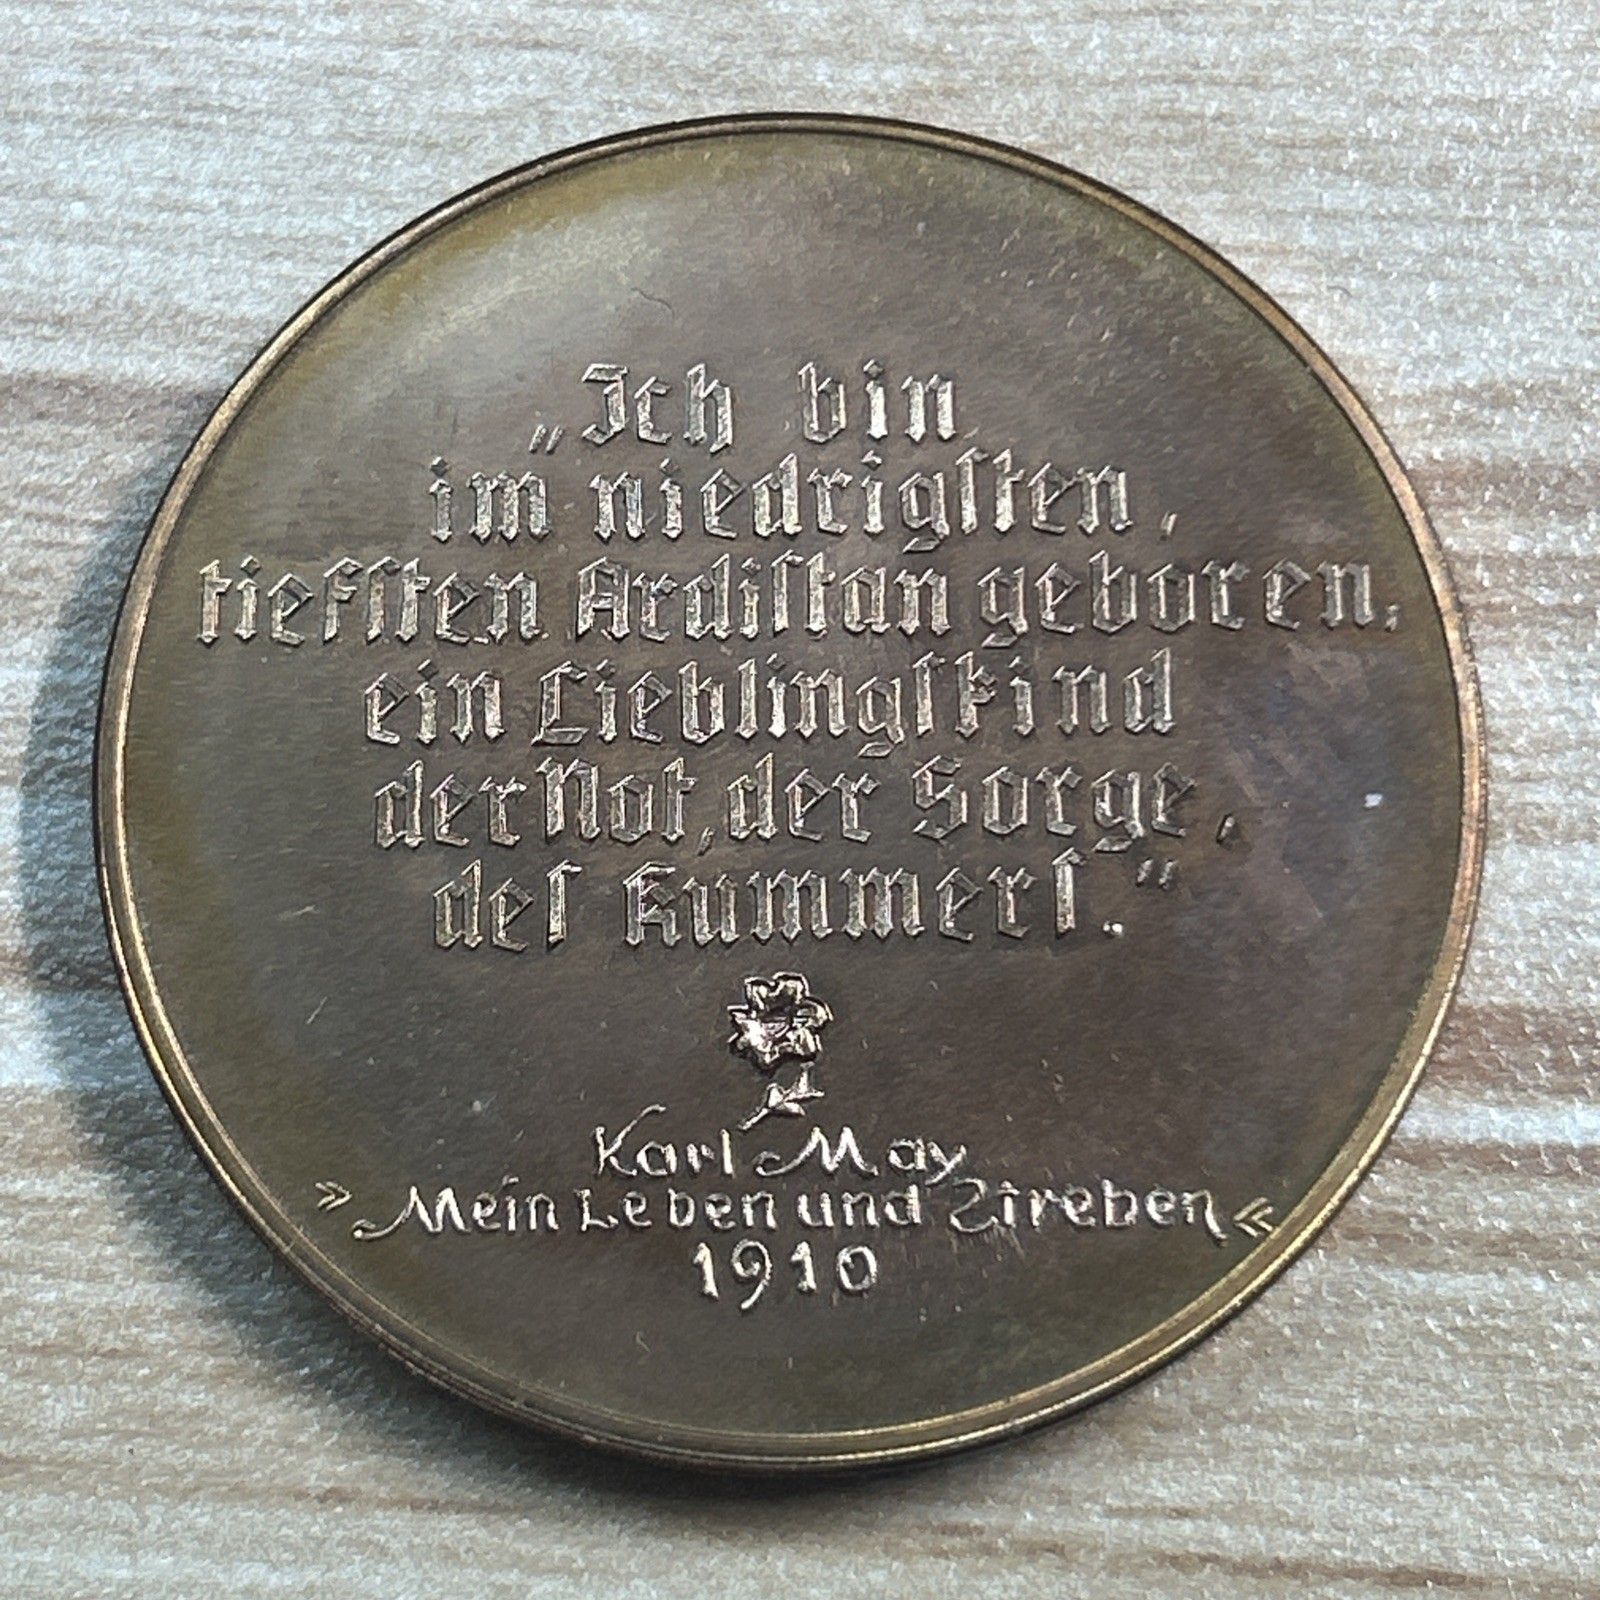 „Ich bin
im niedrigſten,
tiefſten Ardiſtan geboren,
ein Lieblingſkind
der Not, der Sorge,
deſ Kummerſ."
Karl May
»Mein Leben und Streben«
1910